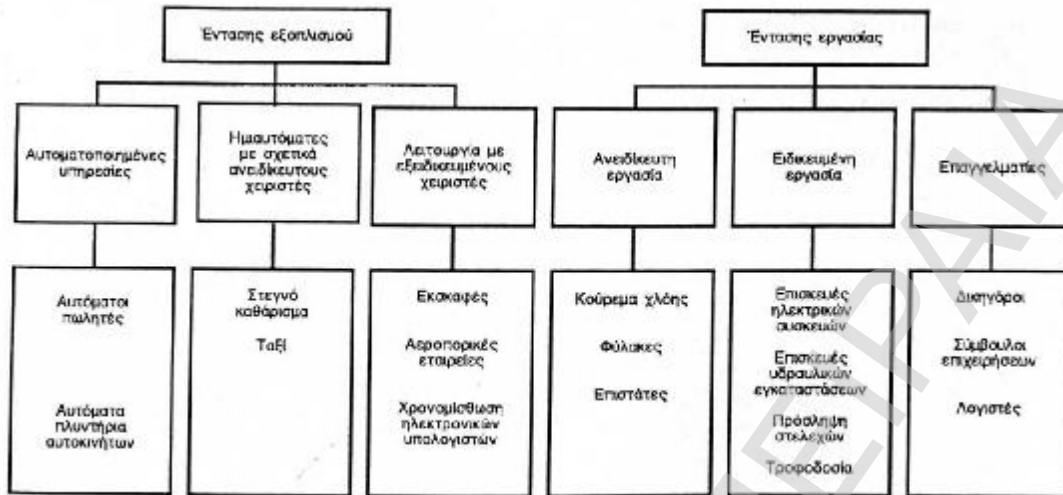 Έντασης εξοπλισμού
Έντασης εργασίας
Αυτοματοποιημένες
υπηρεσίες
Ημιαυτόματες
με σχετικά
ανειδίκευτους
χειριστές
Λειτουργία με
εξειδικευμένους
χειριστές
Ανειδίκευτη
εργασία
Ειδικευμένη
εργασία
Επαγγελματίες
Αυτόματοι
πωλητές
Αυτόματα
πλυντήρια
αυτοκινήτων
Στεγνό
καθάρισμα
Ταξί
Εκσκαφές
Αεροπορικές
εταιρείες
Χρονομίσθωση
ηλεκτρονικών
υπολογιστών
Κούρεμα χλόης
Φύλακες
Επιστάτες
Επισκευές
ηλεκτρικών
συσκευών
Επισκευές
υδραυλικών
εγκαταστάσεων
Πρόσληψη
στελεχών
Τροφοδοσία
Δικηγόροι
Σύμβουλοι
επιχειρήσεων
Λογιστές
ΠΕΙΡΑΙΑ